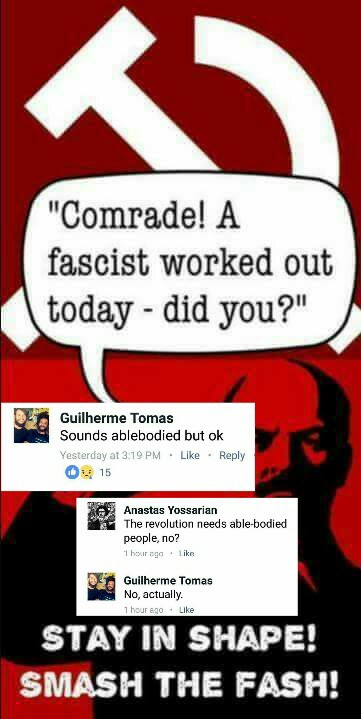 "Comrade! A
fascist worked out
today - did you?"
Guilherme Tomas
Sounds ablebodied but ok
Yesterday at 3:19 PM • Like • Reply
15
Anastas Yossarian
The revolution needs able-bodied
people, no?
1 hour ago • Like
Guilherme Tomas
No, actually.
1 hour ago • Like
STAY IN SHAPE!
SMASH THE FASH!